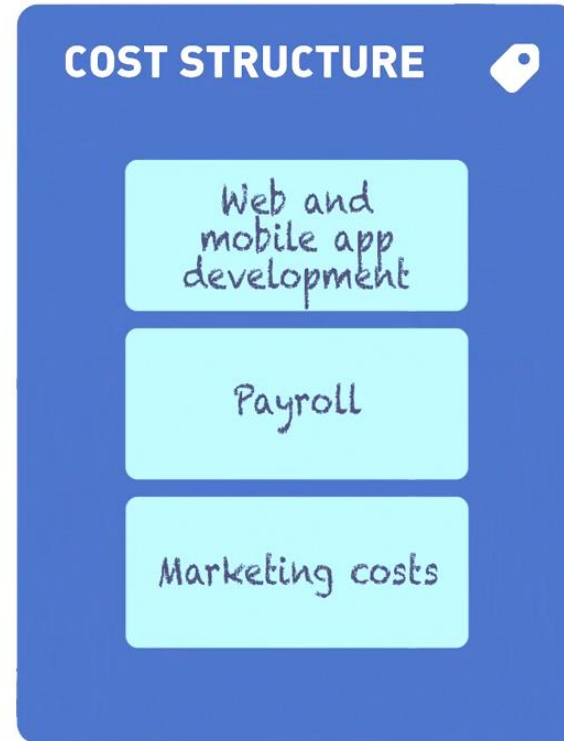 COST STRUCTURE
Web and
mobile app
development
Payroll
Marketing costs